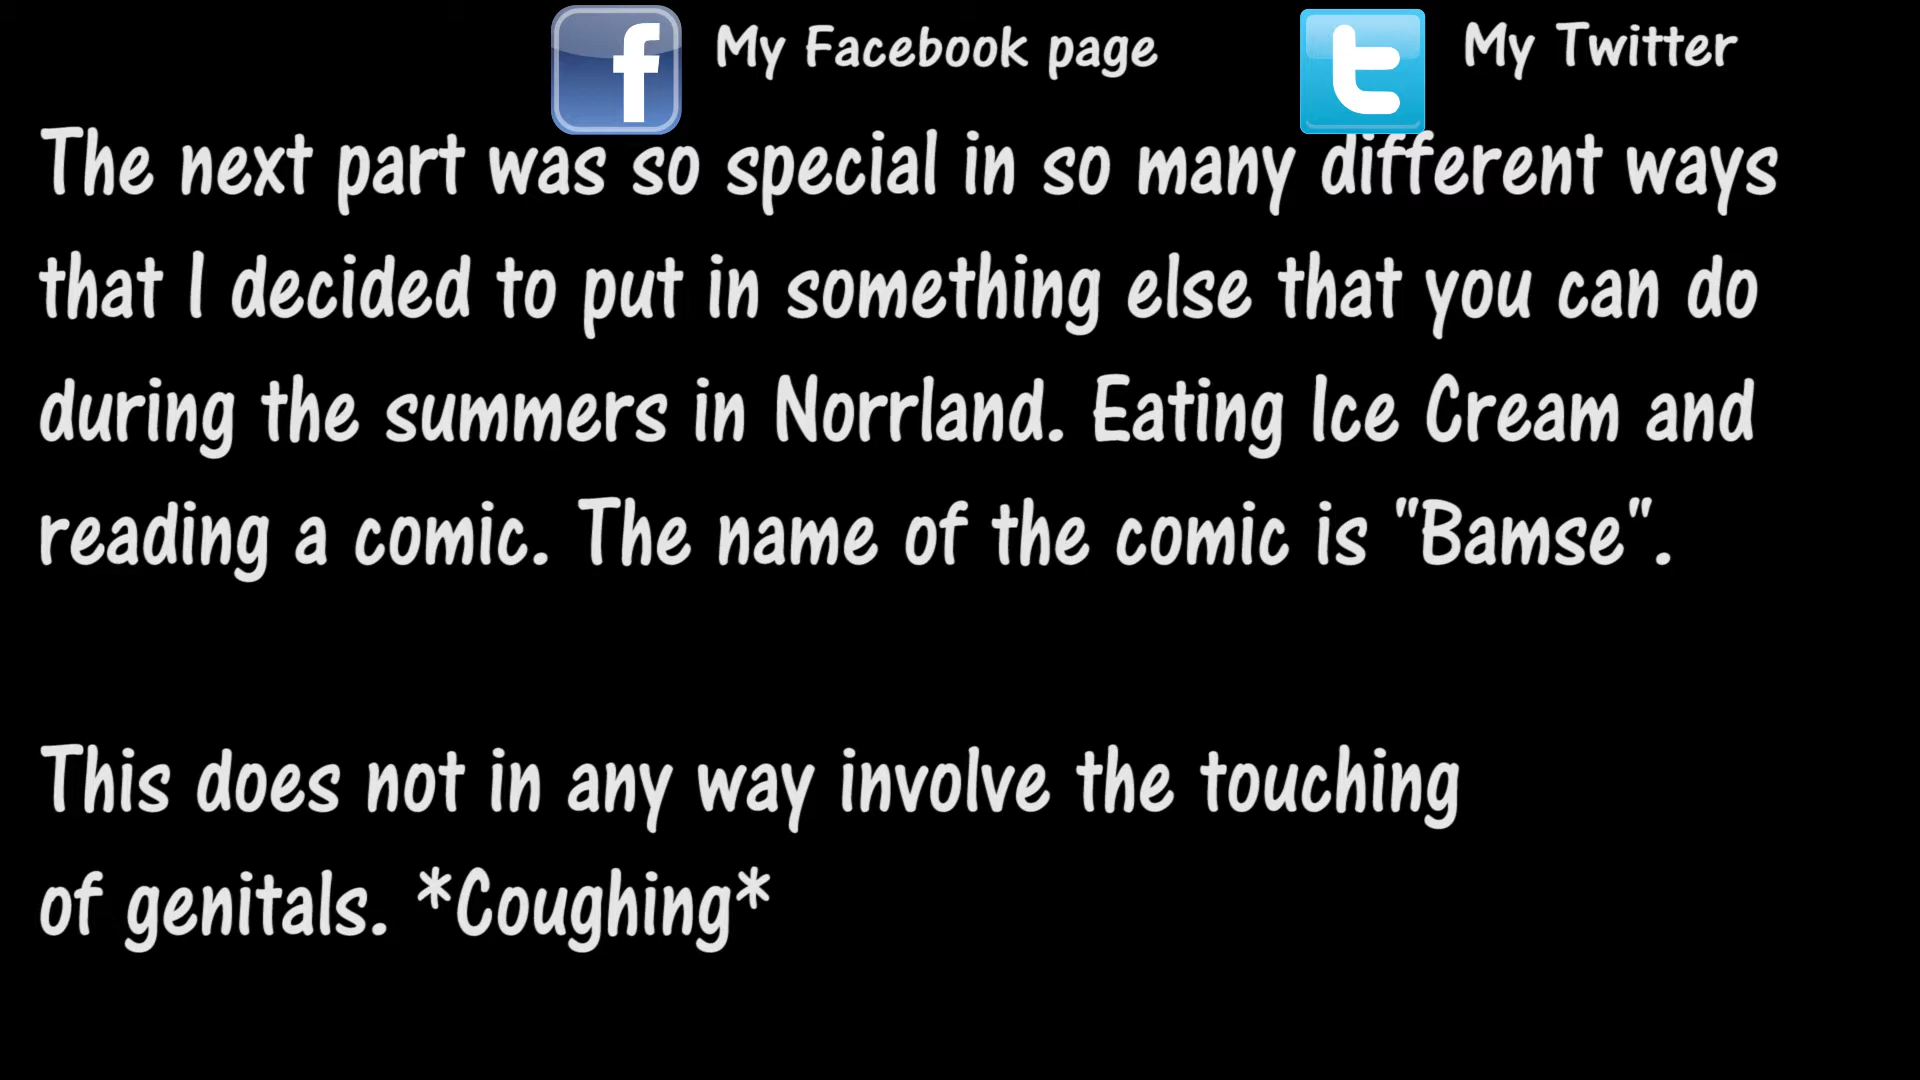 My Facebook page
My Twitter
The next part was so special in so many different ways
that I decided to put in something else that you can do
during the summers in Norrland. Eating Ice Cream and
reading a comic. The name of the comic is "Bamse".
This does not in any way involve the touching
of genitals. *Coughing*